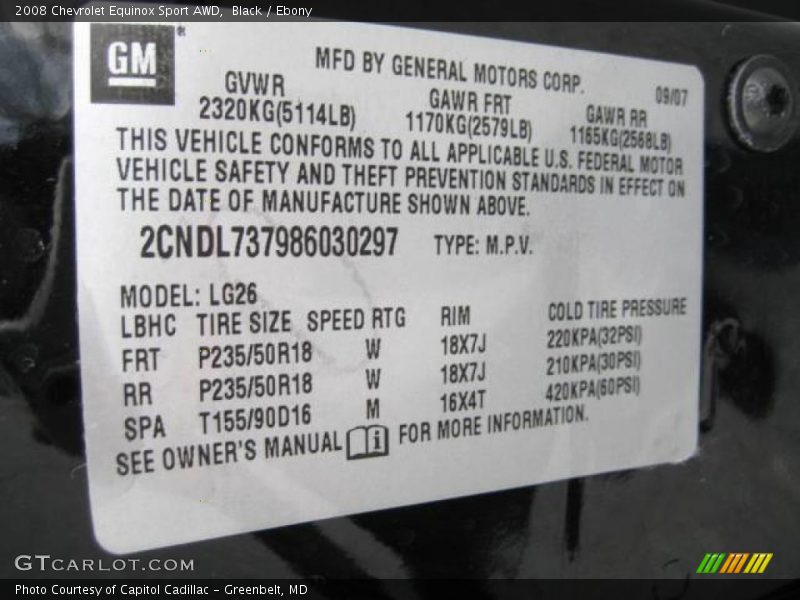 2008 Chevrolet Equinox Sport AWD, Black / Ebony
GM
MFD BY GENERAL MOTORS CORP.
09/07
GVWR GAWR FRT GAWR RR
2320KG(5114LB) 1170KG(2579LB) 1165KG(2568LB)
THIS VEHICLE CONFORMS TO ALL APPLICABLE U.S. FEDERAL MOTOR
VEHICLE SAFETY AND THEFT PREVENTION STANDARDS IN EFFECT ON
THE DATE OF MANUFACTURE SHOWN ABOVE.
2CNDL737986030297 TYPE: M.P.V.
MODEL: LG26
LBHC TIRE SIZE SPEED RTG RIM COLD TIRE PRESSURE
FRT P235/50R18 W 18X7J 220KPA(32PSI)
RR P235/50R18 W 18X7J 210KPA(30PSI)
SPA T155/90D16 M 16X4T 420KPA(60PSI)
SEE OWNER'S MANUAL i FOR MORE INFORMATION.
GTCARLOT.COM
Photo Courtesy of Capitol Cadillac - Greenbelt, MD